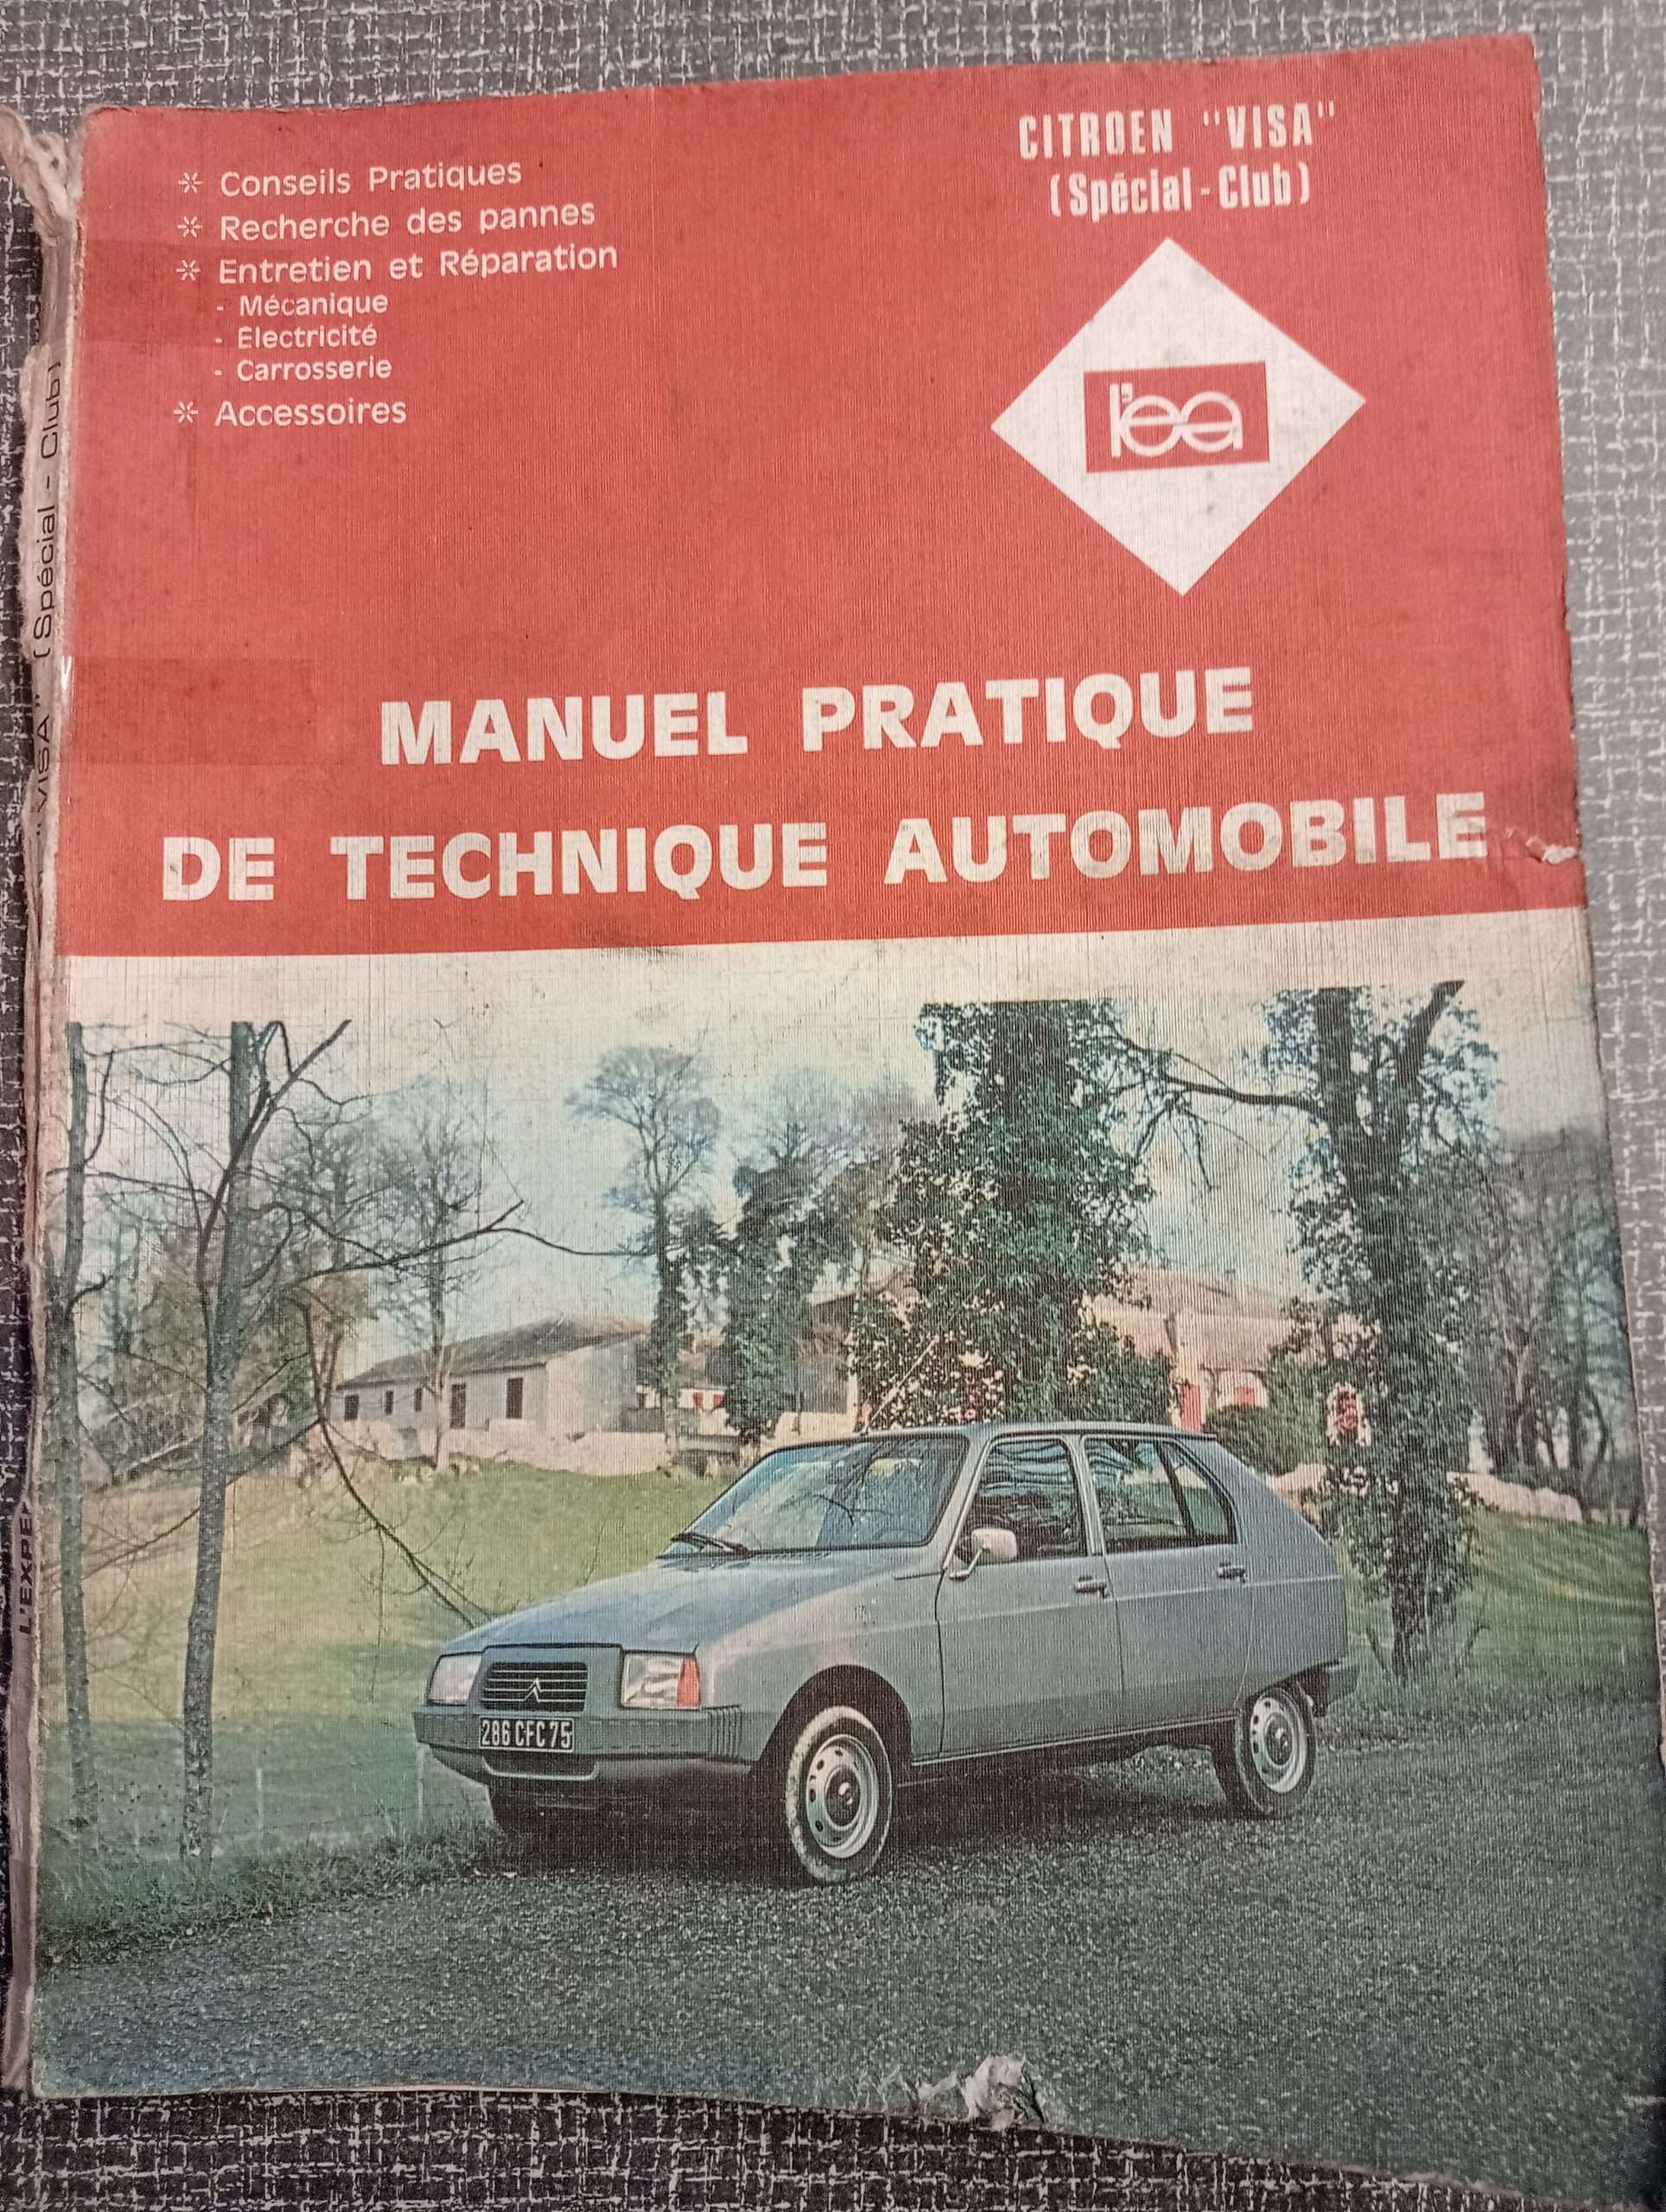 CITROEN "VISA"
(Spécial - Club)
* Conseils Pratiques
* Recherche des pannes
* Entretien et Réparation
- Mécanique
- Electricité
- Carrosserie
* Accessoires
l'ea
MANUEL PRATIQUE
DE TECHNIQUE AUTOMOBILE
286 CFC 75
"VISA" (Spécial - Club)